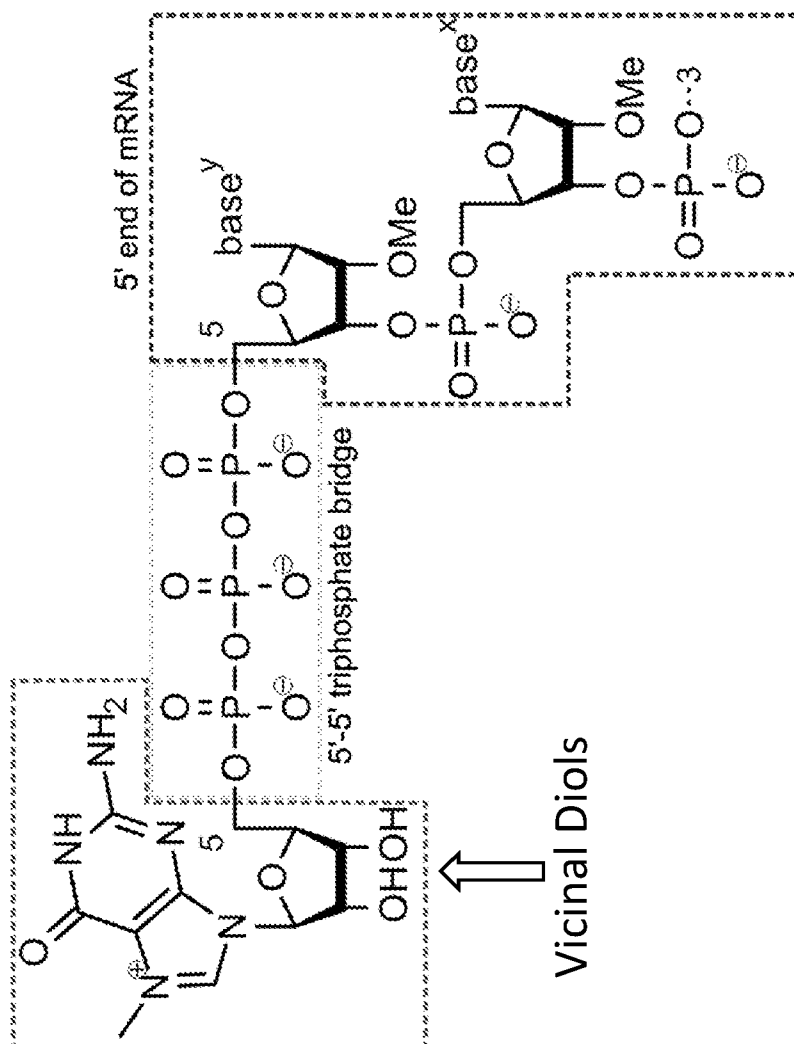 O
NH
NH2
5' end of mRNA
⊕
N
N
O
O
O
base^y
5
5
N
O
P
O
P
O
P
O
O
O
O⊖
O⊖
O⊖
5'-5' triphosphate bridge
OHOH
O
OMe
O=P
O
base^x
O
O⊖
Vicinal Diols
O
OMe
O=P-O--3
O⊖